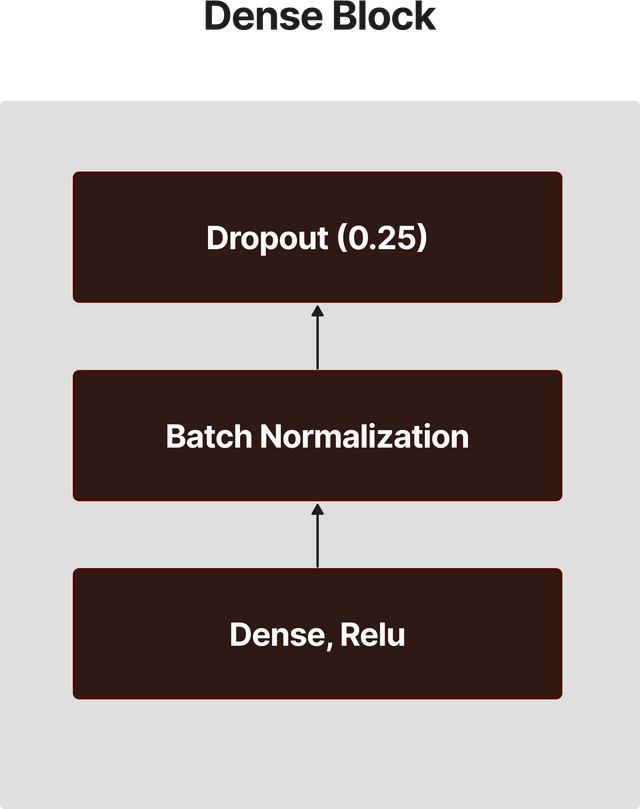 Dense Block
Dropout (0.25)
Batch Normalization
Dense, Relu